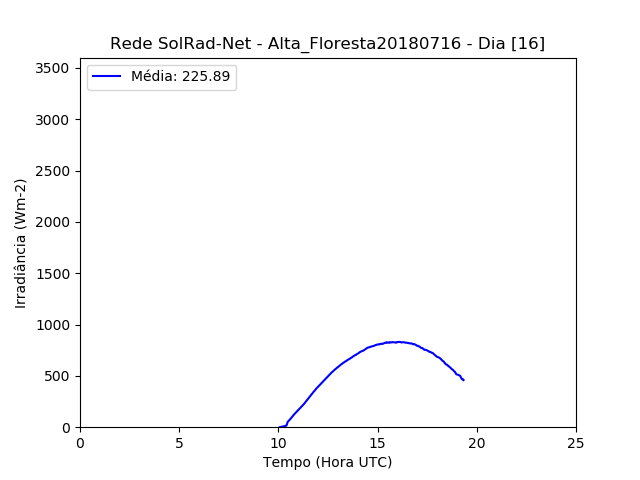 Rede SolRad-Net - Alta_Floresta20180716 - Dia [16]
Média: 225.89
3500
3000
2500
2000
1500
1000
500
0
Irradiância (Wm-2)
0 5 10 15 20 25
Tempo (Hora UTC)